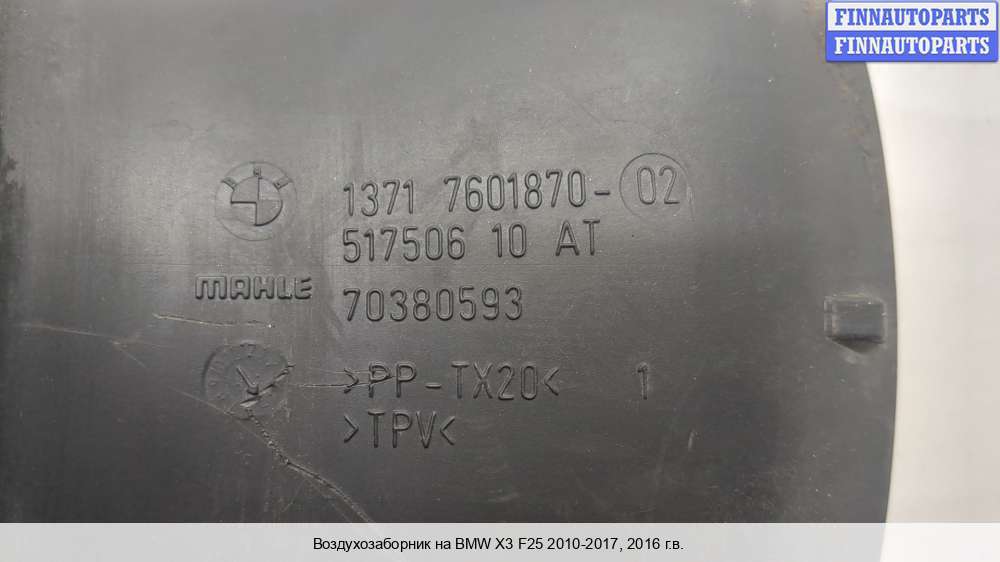 FINNAUTOPARTS
FINNAUTOPARTS
1371 7601870-02
517506 10 AT
MAHLE
70380593
>PP-TX20< 1
>TPV<
Воздухозаборник на BMW X3 F25 2010-2017, 2016 г.в.